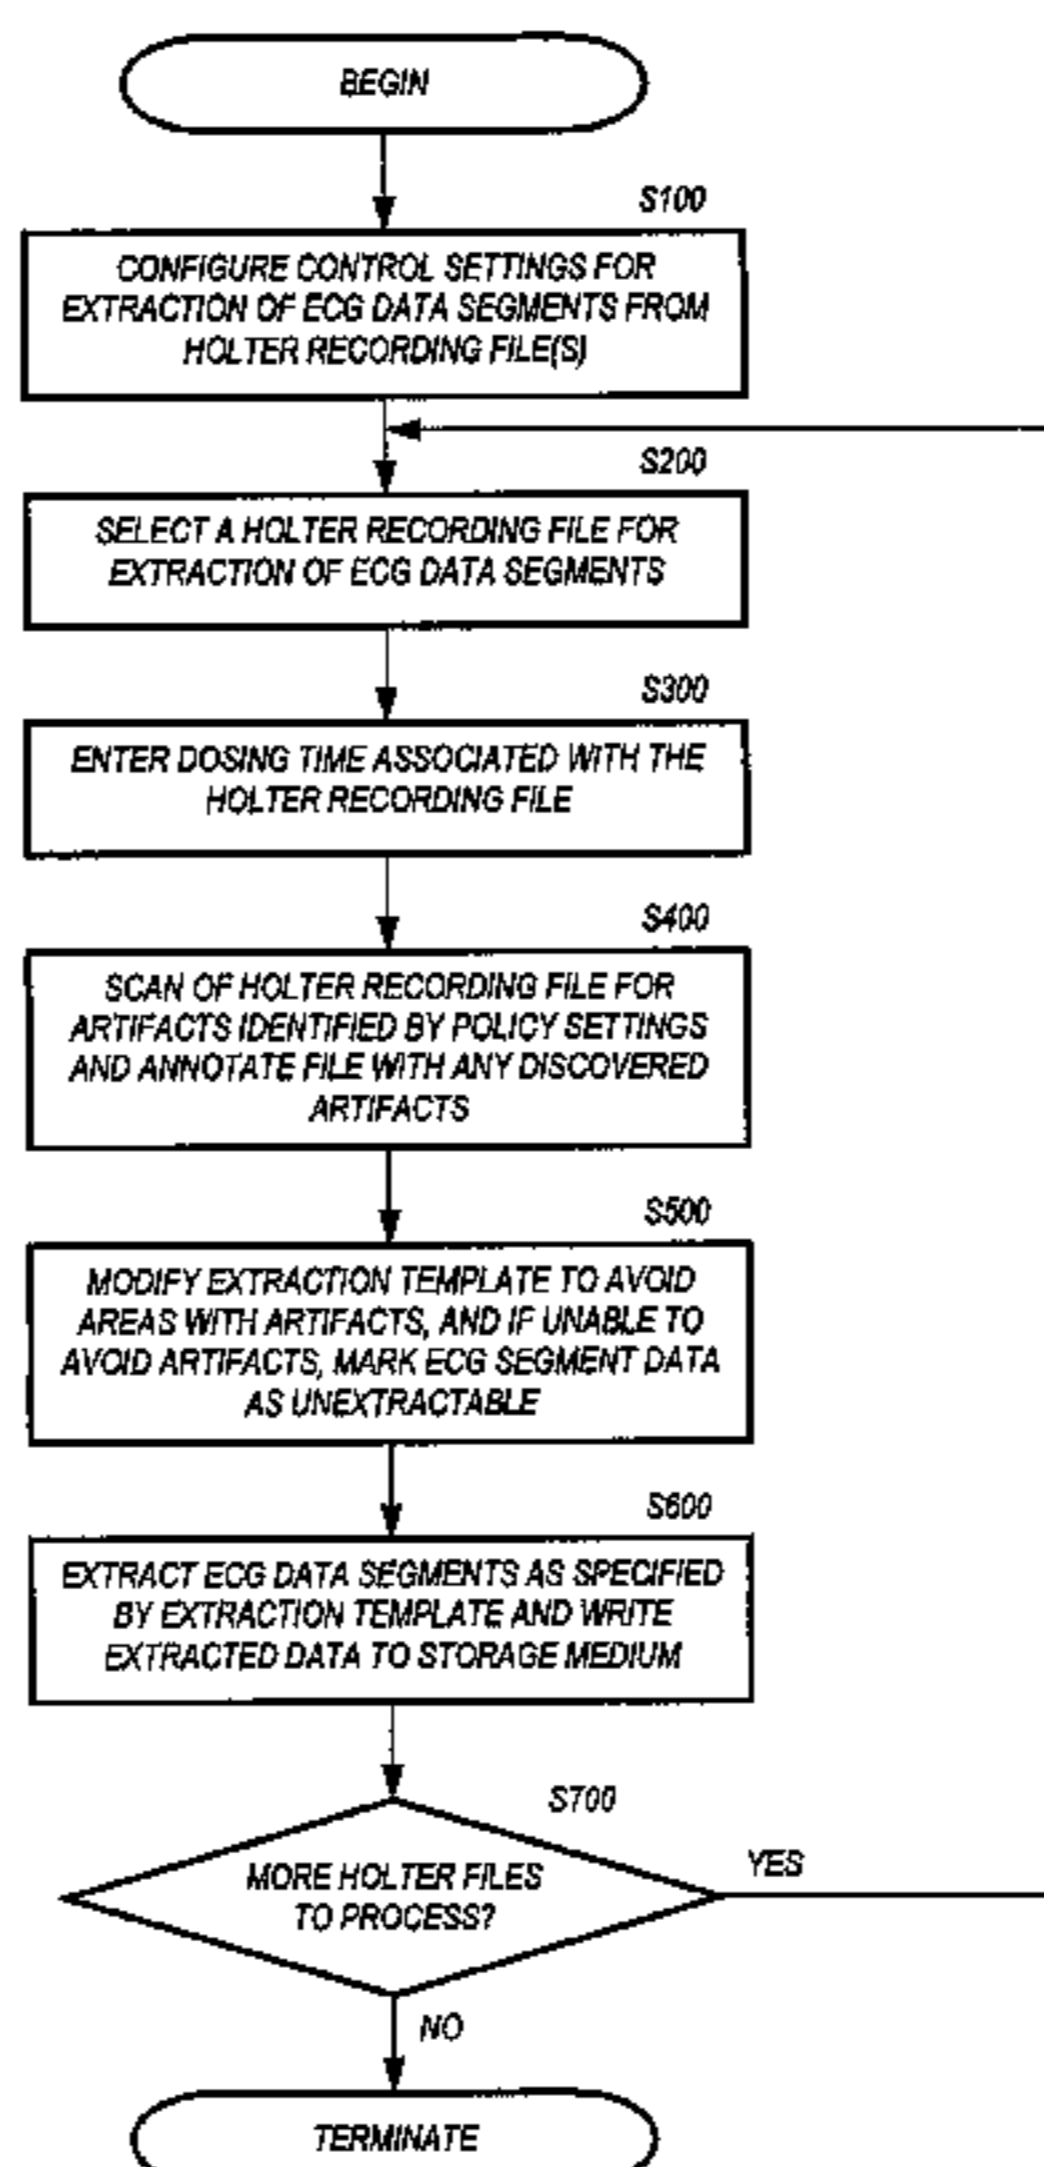 BEGIN
S100
CONFIGURE CONTROL SETTINGS FOR
EXTRACTION OF ECG DATA SEGMENTS FROM
HOLTER RECORDING FILE(S)
S200
SELECT A HOLTER RECORDING FILE FOR
EXTRACTION OF ECG DATA SEGMENTS
S300
ENTER DOSING TIME ASSOCIATED WITH THE
HOLTER RECORDING FILE
S400
SCAN OF HOLTER RECORDING FILE FOR
ARTIFACTS IDENTIFIED BY POLICY SETTINGS
AND ANNOTATE FILE WITH ANY DISCOVERED
ARTIFACTS
S500
MODIFY EXTRACTION TEMPLATE TO AVOID
AREAS WITH ARTIFACTS, AND IF UNABLE TO
AVOID ARTIFACTS, MARK ECG SEGMENT DATA
AS UNEXTRACTABLE
S600
EXTRACT ECG DATA SEGMENTS AS SPECIFIED
BY EXTRACTION TEMPLATE AND WRITE
EXTRACTED DATA TO STORAGE MEDIUM
S700
MORE HOLTER FILES
TO PROCESS?
YES
NO
TERMINATE